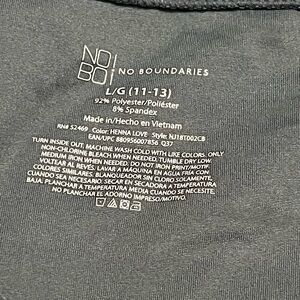 NO
BO
NO BOUNDARIES
L/G (11-13)
92% Polyester/Poliéster
8% Spandex
Made in/Hecho en Vietnam
RN# 52469 Color: HENNA LOVE Style: NJ18T002CB
EAN/UPC 880956007856 Q37
TURN INSIDE OUT, MACHINE WASH COLD WITH LIKE COLORS. ONLY
NON-CHLORINE BLEACH WHEN NEEDED. TUMBLE DRY LOW.
MEDIUM IRON WHEN NEEDED. DO NOT IRON PRINT/MOTIF.
VOLTEAR AL REVÉS. LAVAR A MÁQUINA EN AGUA FRÍA CON
COLORES SIMILARES. BLANQUEADOR SIN CLORO SOLAMENTE,
CUANDO SEA NECESARIO. SECAR EN SECADORA A TEMPERATURA
BAJA. PLANCHAR A TEMPERATURA MEDIA CUANDO SE NECESITE.
NO PLANCHAR EL ADORNO IMPRESO/MOTIVO.